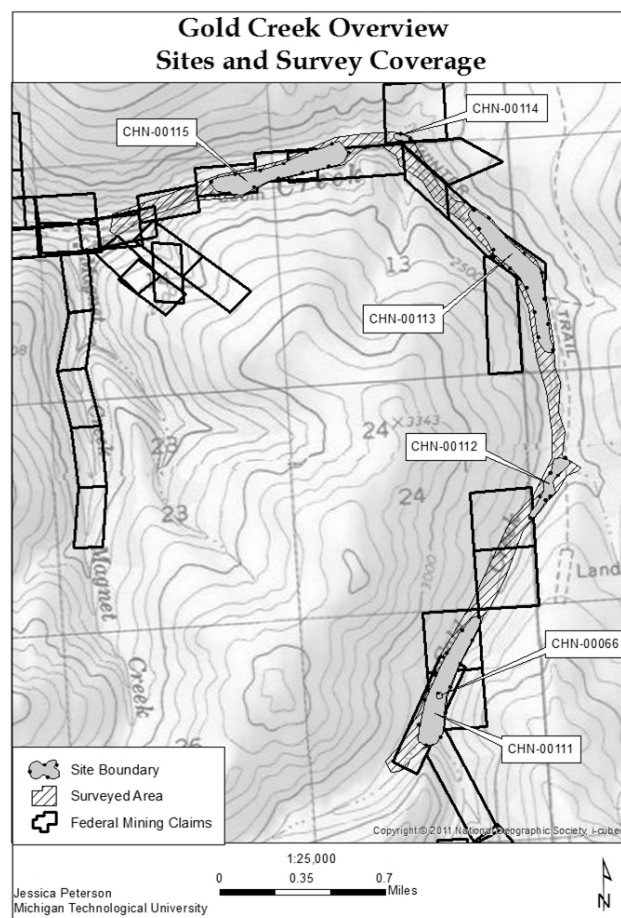 Gold Creek Overview
Sites and Survey Coverage
CHN-00114
CHN-00115
Creek
13
2500
CHN-00113
TRAIL
23
24
3343
CHN-00112
24
Creek
23
1000
Magnet
Land
CHN-00066
Creek
CHN-00111
26
Site Boundary
Surveyed Area
Federal Mining Claims
Copyright © 2011 National Geographic Society, i-cubed
1:25,000
0 0.35 0.7
Miles
Jessica Peterson
Michigan Technological University
N